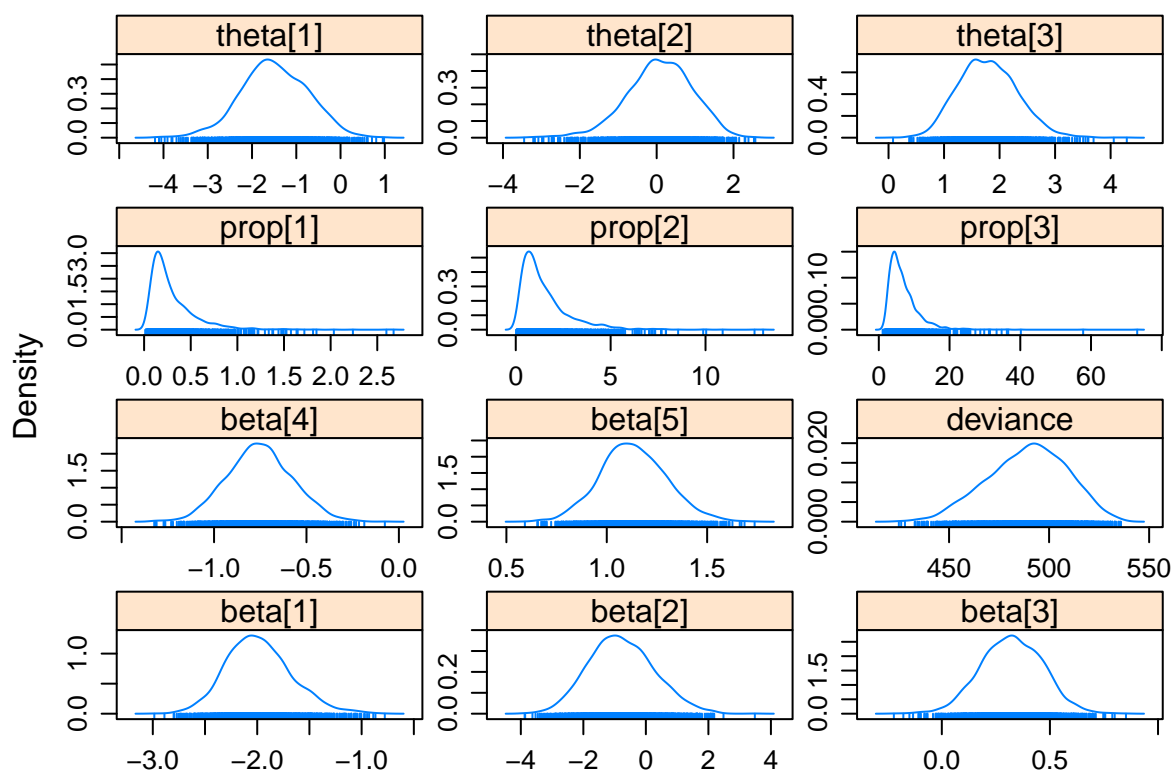 theta[1] theta[2] theta[3]
0.0 0.3 0.0 0.3 0.0 0.4
−4 −3 −2 −1 0 1 −4 −2 0 2 0 1 2 3 4
prop[1] prop[2] prop[3]
0.0 1.5 3.0 0.0 0.3 0.00 0.10
0.0 0.5 1.0 1.5 2.0 2.5 0 5 10 0 20 40 60
Density
beta[4] beta[5] deviance
0.0 1.5 0.0 1.5 0.000 0.020
−1.0 −0.5 0.0 0.5 1.0 1.5 450 500 550
beta[1] beta[2] beta[3]
0.0 1.0 0.0 0.2 0.0 1.5
−3.0 −2.0 −1.0 −4 −2 0 2 4 0.0 0.5